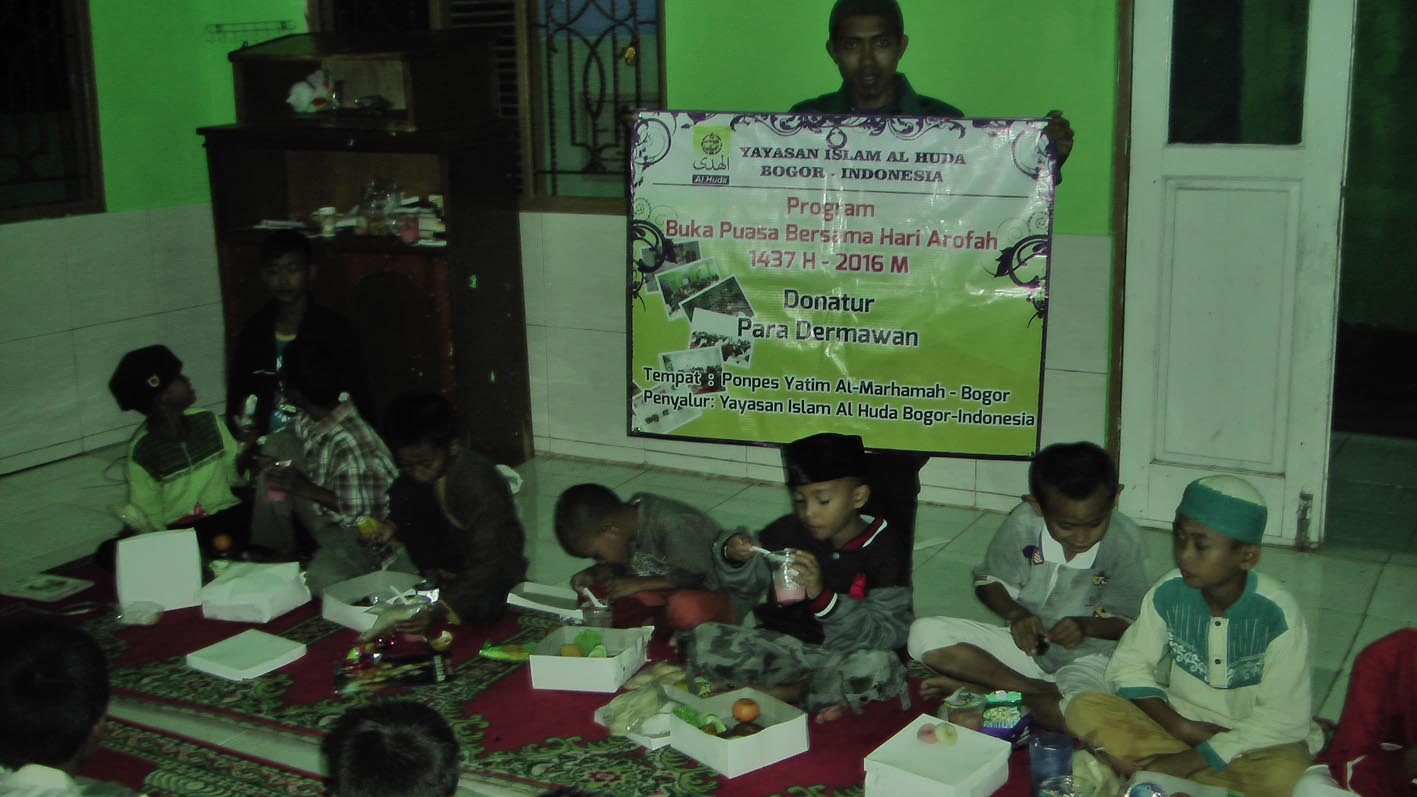 الهدى
Al Huda
YAYASAN ISLAM AL HUDA
BOGOR - INDONESIA
Program
Buka Puasa Bersama Hari Arofah
1437 H - 2016 M
Donatur
Para Dermawan
Tempat : Ponpes Yatim Al-Marhamah - Bogor
Penyalur: Yayasan Islam Al Huda Bogor-Indonesia